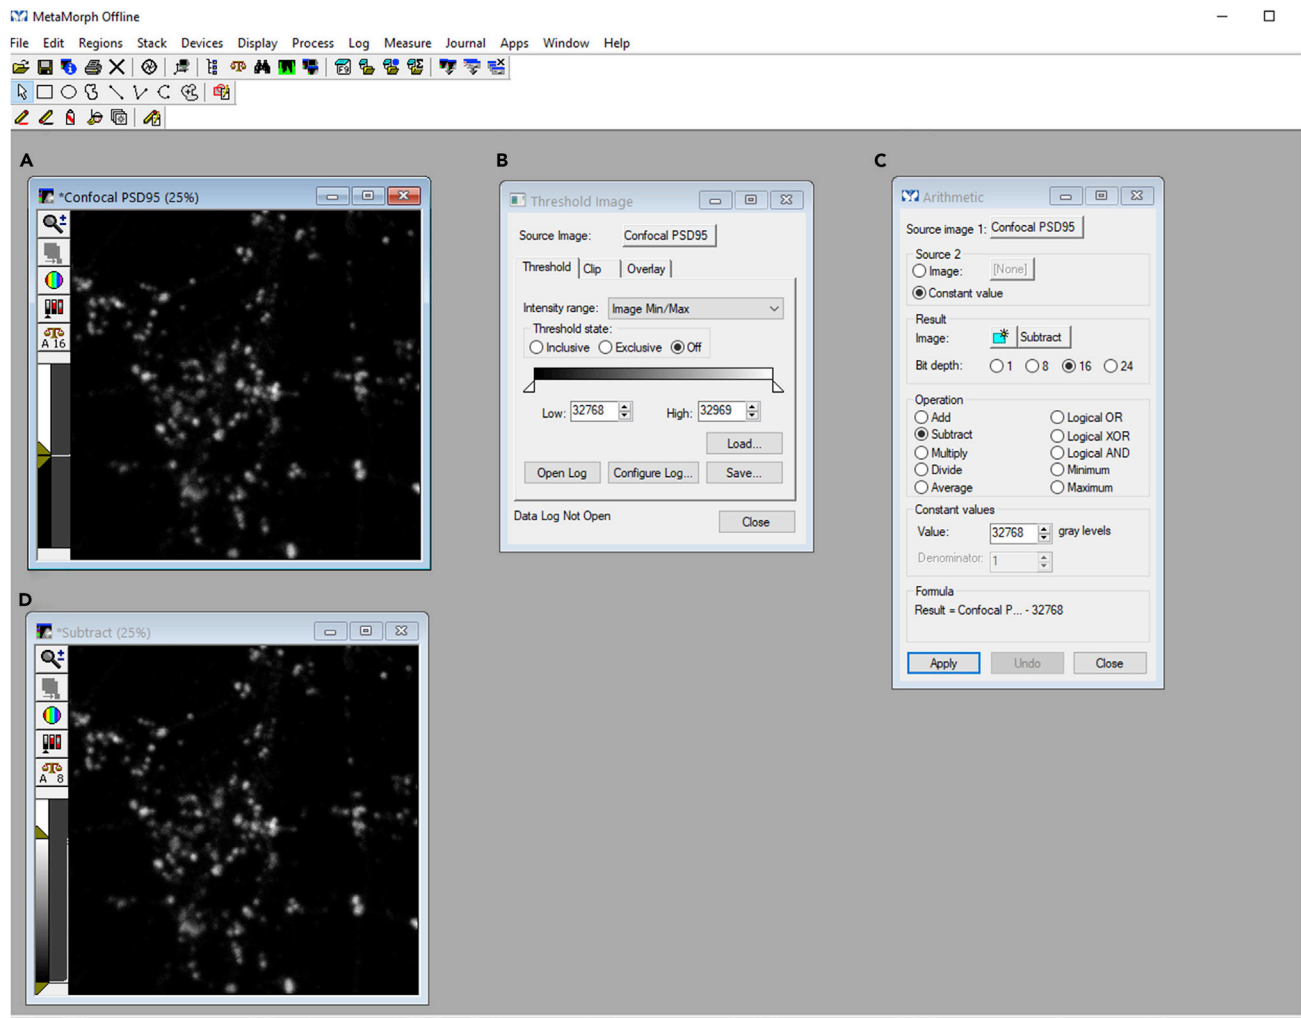 MetaMorph Offline
File Edit Regions Stack Devices Display Process Log Measure Journal Apps Window Help
A
*Confocal PSD95 (25%)
A 16
B
Threshold Image
Source Image: Confocal PSD95
Threshold Clip Overlay
Intensity range: Image Min/Max
Threshold state:
Inclusive Exclusive Off
Low: 32768 High: 32969
Load...
Open Log Configure Log... Save...
Data Log Not Open
Close
C
Arithmetic
Source image 1: Confocal PSD95
Source 2
Image: [None]
Constant value
Result
Image: Subtract
Bit depth: 1 8 16 24
Operation
Add Logical OR
Subtract Logical XOR
Multiply Logical AND
Divide Minimum
Average Maximum
Constant values
Value: 32768 gray levels
Denominator: 1
Formula
Result = Confocal P... - 32768
Apply Undo Close
D
*Subtract (25%)
A 8